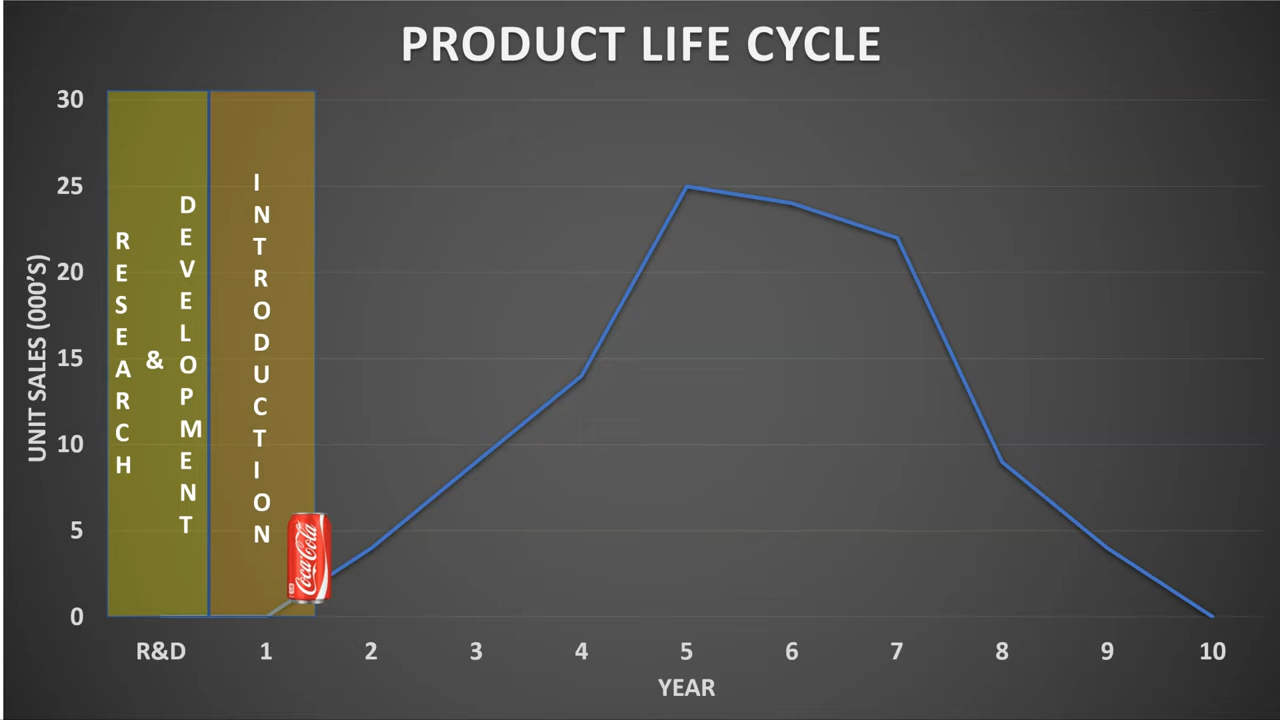 PRODUCT LIFE CYCLE
30
25
20
15
10
5
0
UNIT SALES (000'S)
RESEARCH
&
DEVELOPMENT
INTRODUCTION
Coca-Cola
R&D 1 2 3 4 5 6 7 8 9 10
YEAR